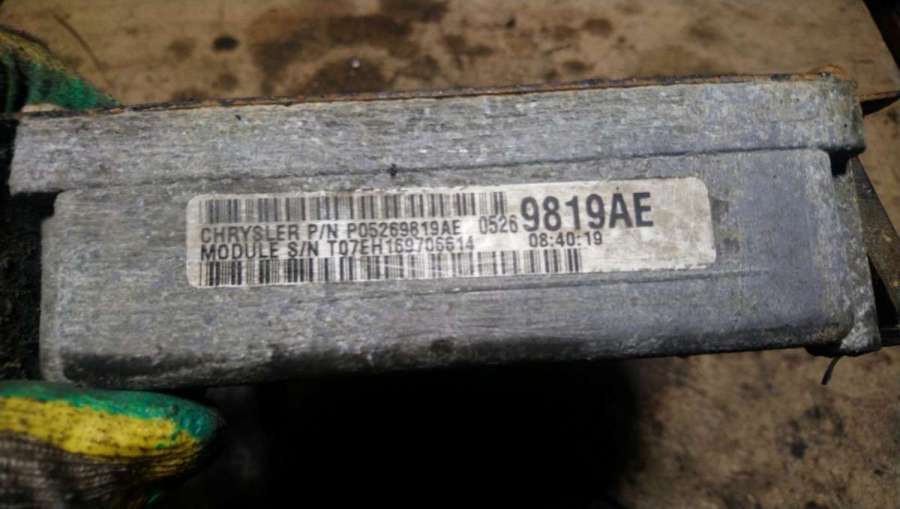 CHRYSLER P/N P05269819AE 0526 9819AE
MODULE S/N T07EH169706614 08:40:19